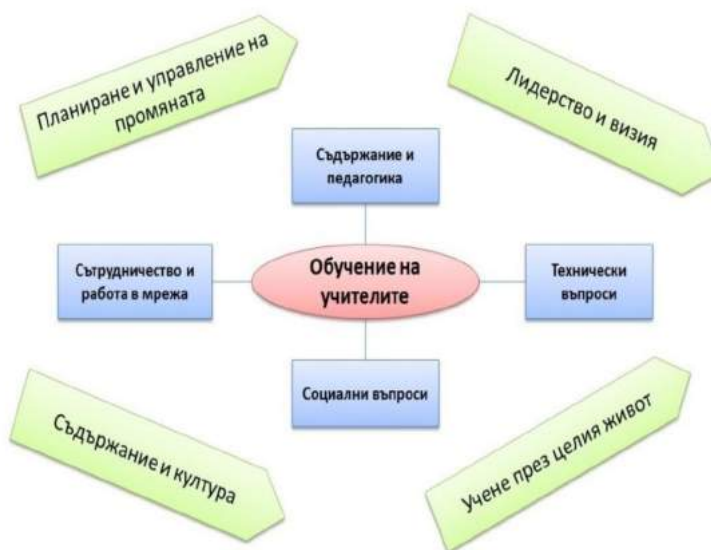 Планиране и управление на
промяната
Лидерство и визия
Съдържание и
педагогика
Сътрудничество и
работа в мрежа
Обучение на
учителите
Технически
въпроси
Социални въпроси
Съдържание и култура
Учене през целия живот